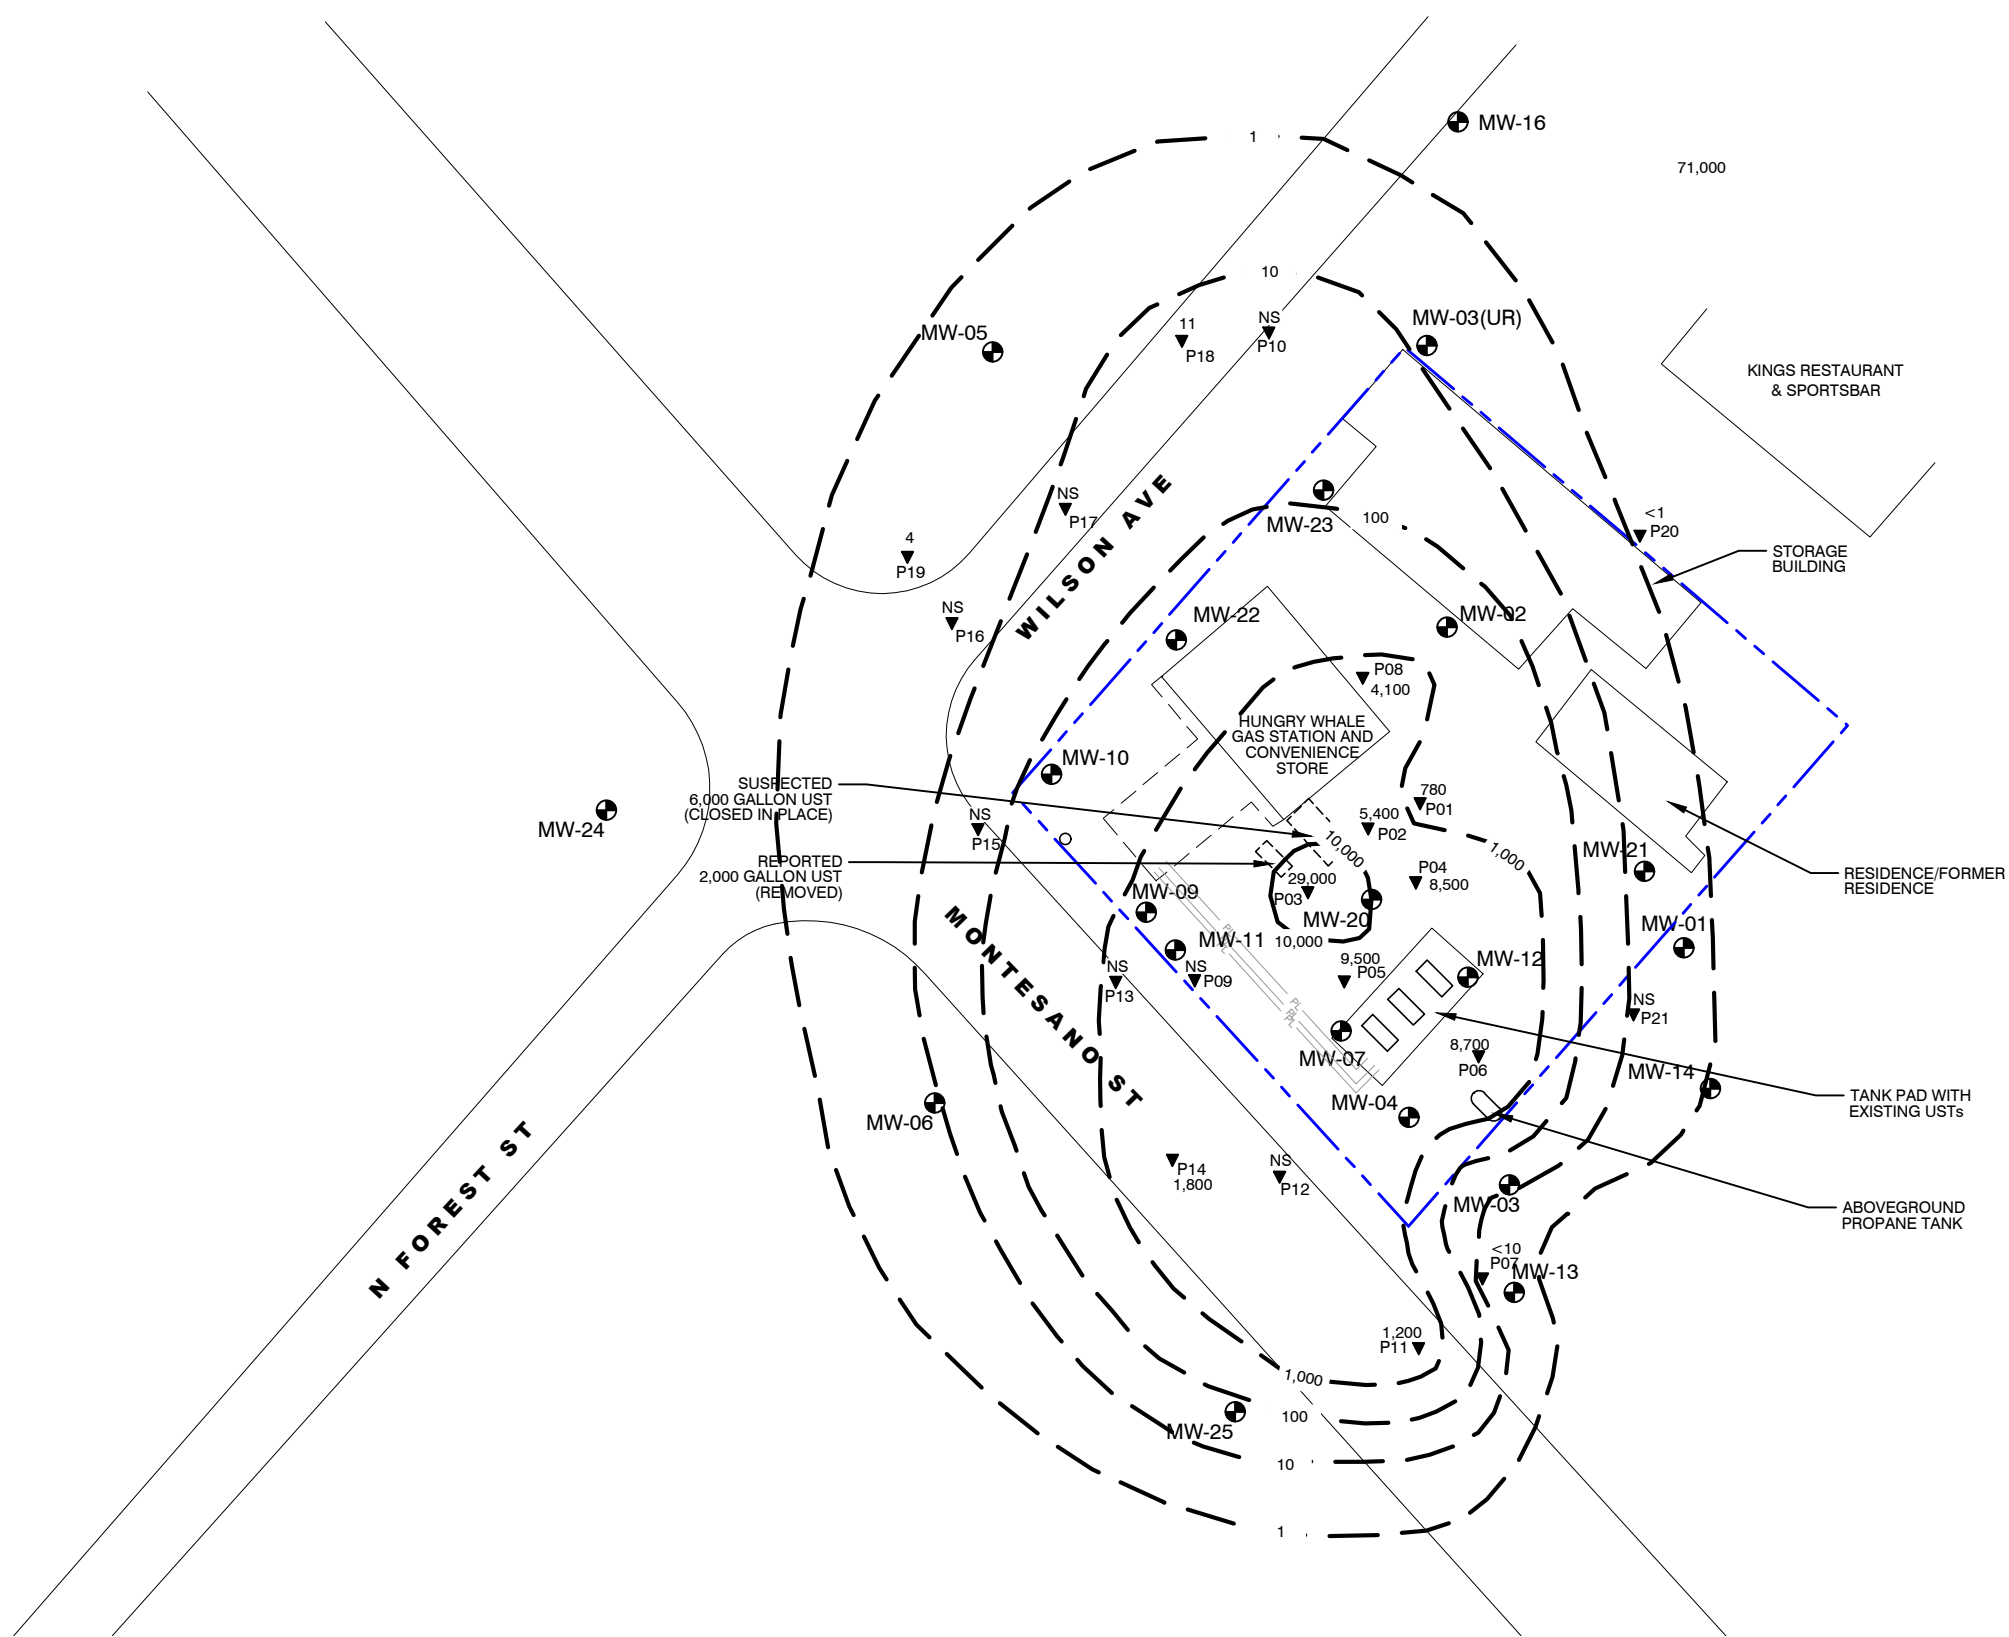 1
MW-16
71,000
10
MW-05
11
P18
NS
P10
MW-03(UR)
KINGS RESTAURANT
& SPORTSBAR
NS
P17
WILSON AVE
MW-23
100
<1
P20
STORAGE
BUILDING
4
P19
NS
P16
MW-22
MW-02
P08
4,100
HUNGRY WHALE
GAS STATION AND
CONVENIENCE
STORE
MW-10
SUSPECTED
6,000 GALLON UST
(CLOSED IN PLACE)
MW-24
NS
P15
780
P01
5,400
P02
10,000
1,000
REPORTED
2,000 GALLON UST
(REMOVED)
MW-21
P04
8,500
29,000
P03
MW-20
10,000
RESIDENCE/FORMER
RESIDENCE
MW-09
MW-11
MW-01
MONTESANO ST
NS
P13
NS
P09
9,500
P05
MW-12
PL
PL
PL
PL
PL
NS
P21
MW-07
8,700
P06
MW-14
TANK PAD WITH
EXISTING USTs
MW-04
MW-06
N FOREST ST
P14
1,800
NS
P12
MW-03
ABOVEGROUND
PROPANE TANK
<10
P07
MW-13
1,200
P11
1,000
100
MW-25
10
1